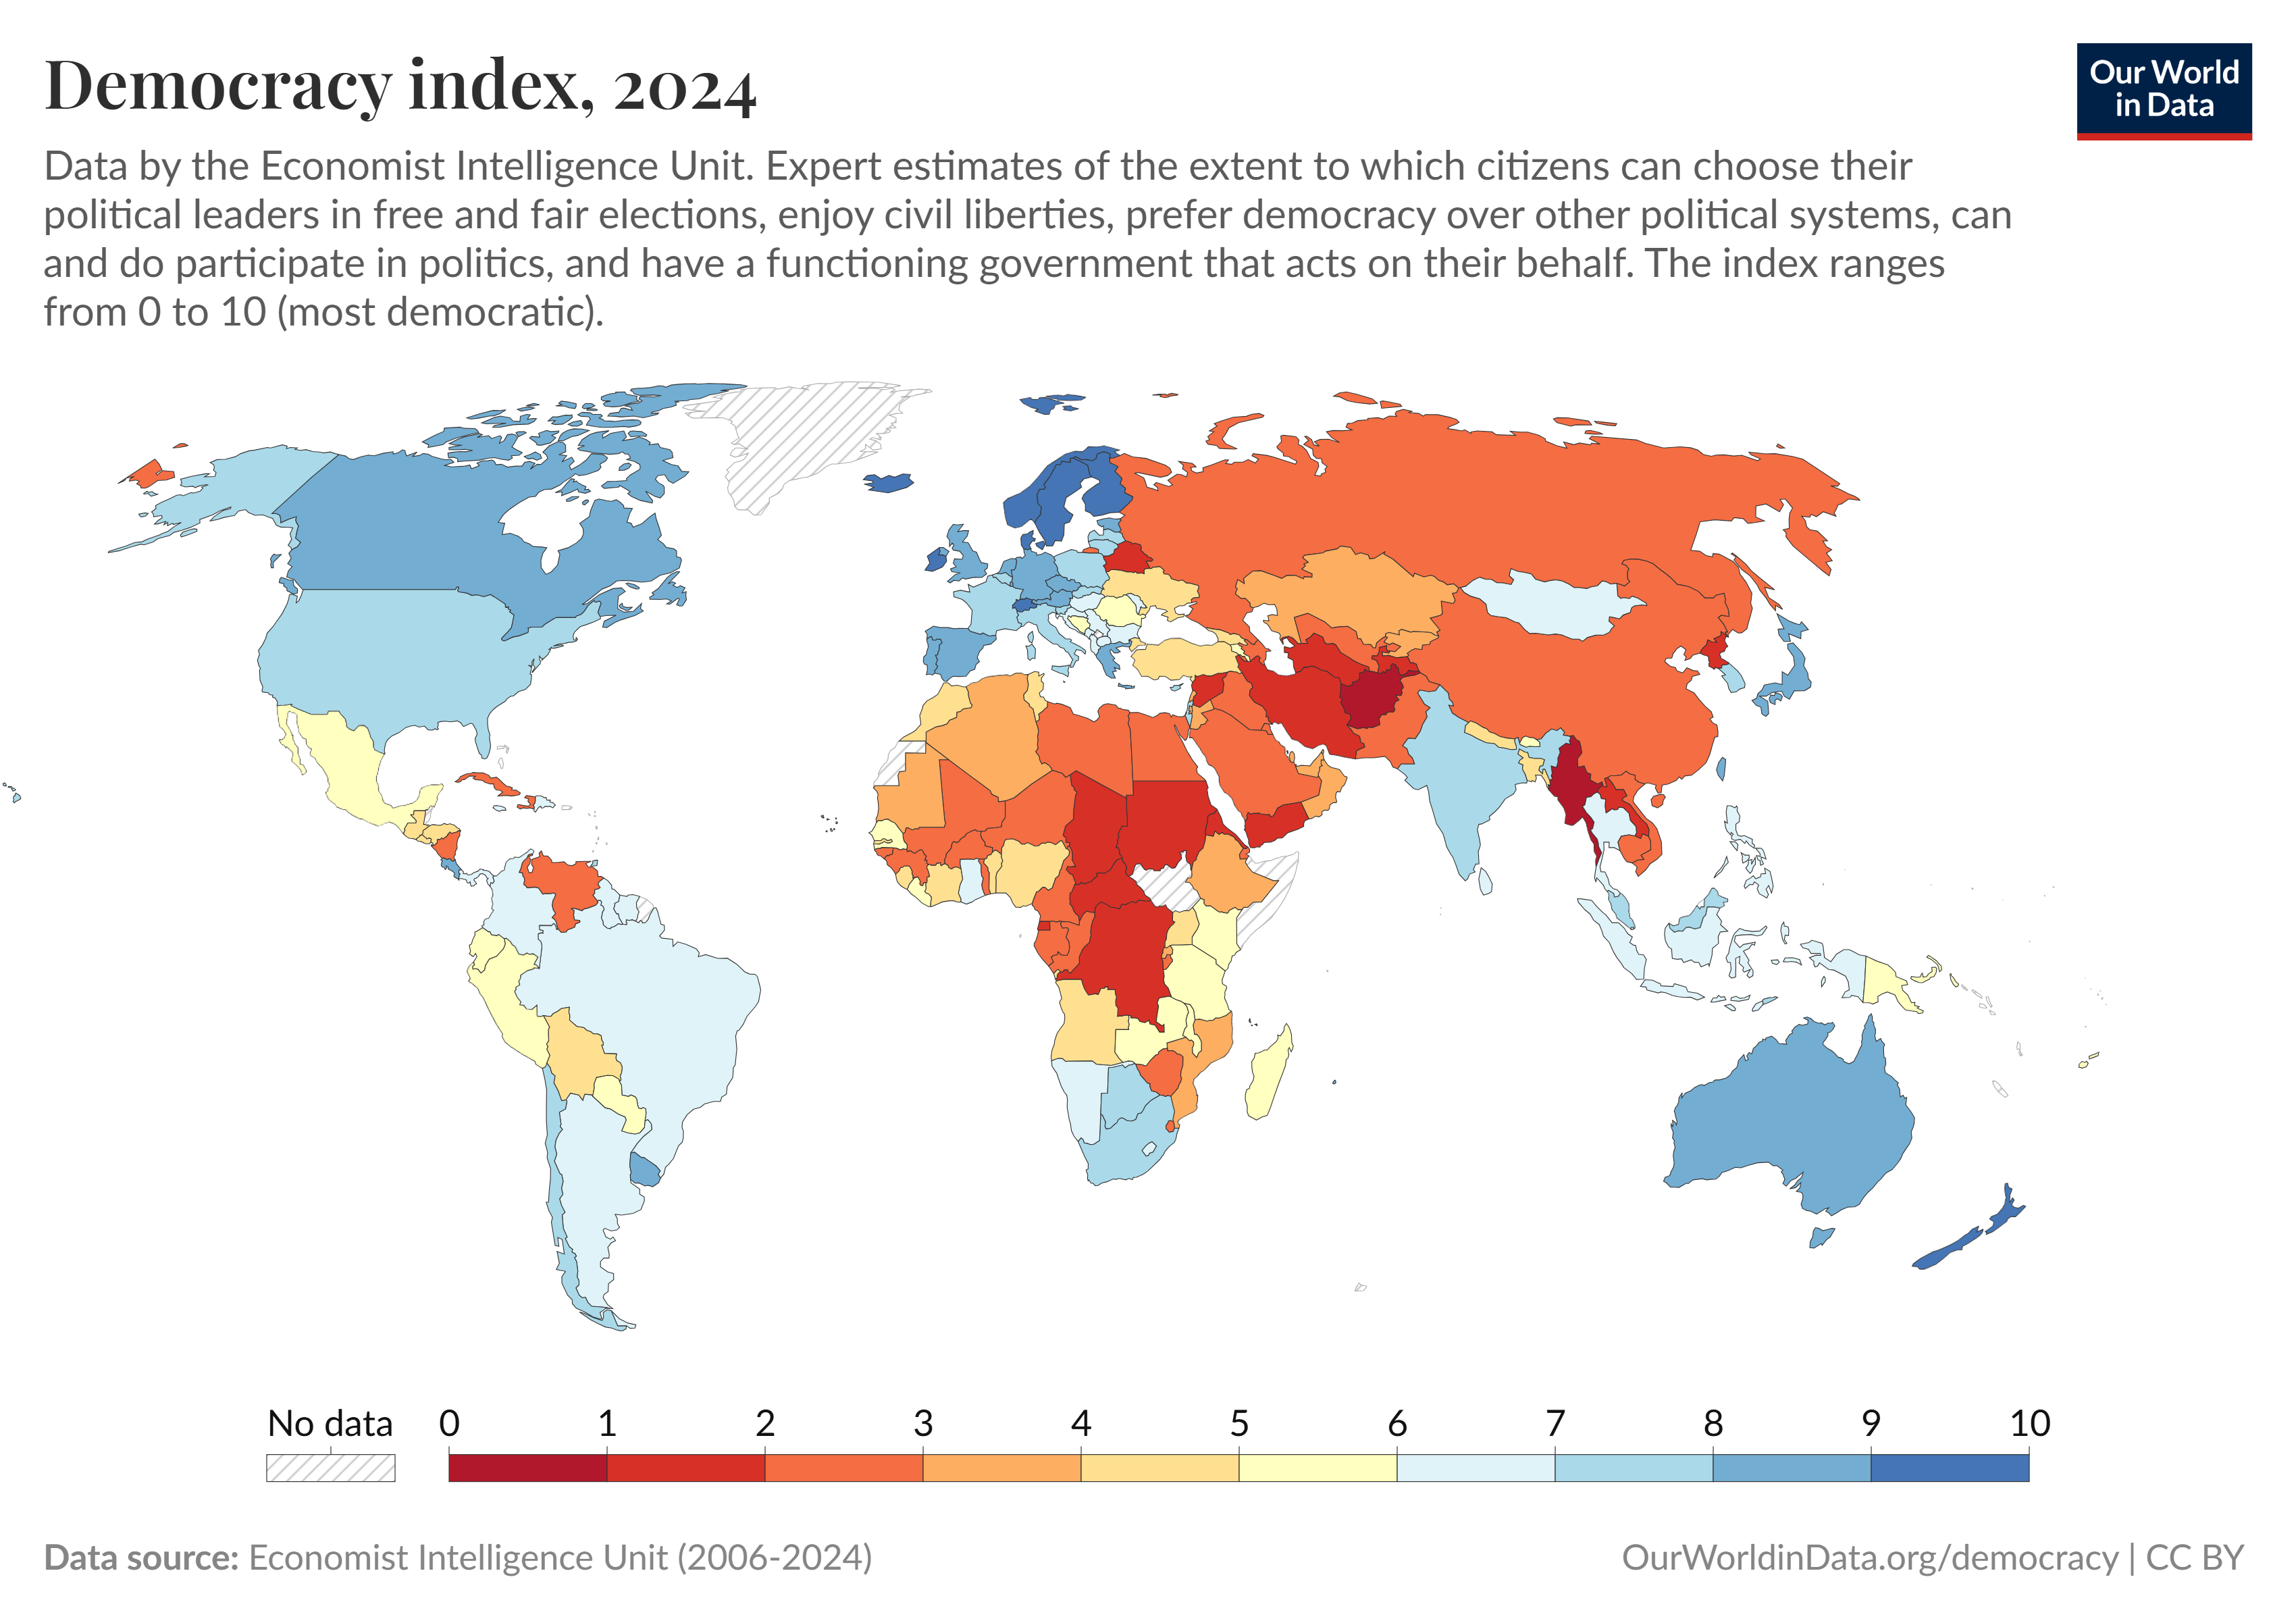 Democracy index, 2024
Our World
in Data
Data by the Economist Intelligence Unit. Expert estimates of the extent to which citizens can choose their
political leaders in free and fair elections, enjoy civil liberties, prefer democracy over other political systems, can
and do participate in politics, and have a functioning government that acts on their behalf. The index ranges
from 0 to 10 (most democratic).
No data 0 1 2 3 4 5 6 7 8 9 10
Data source: Economist Intelligence Unit (2006-2024)
OurWorldinData.org/democracy | CC BY